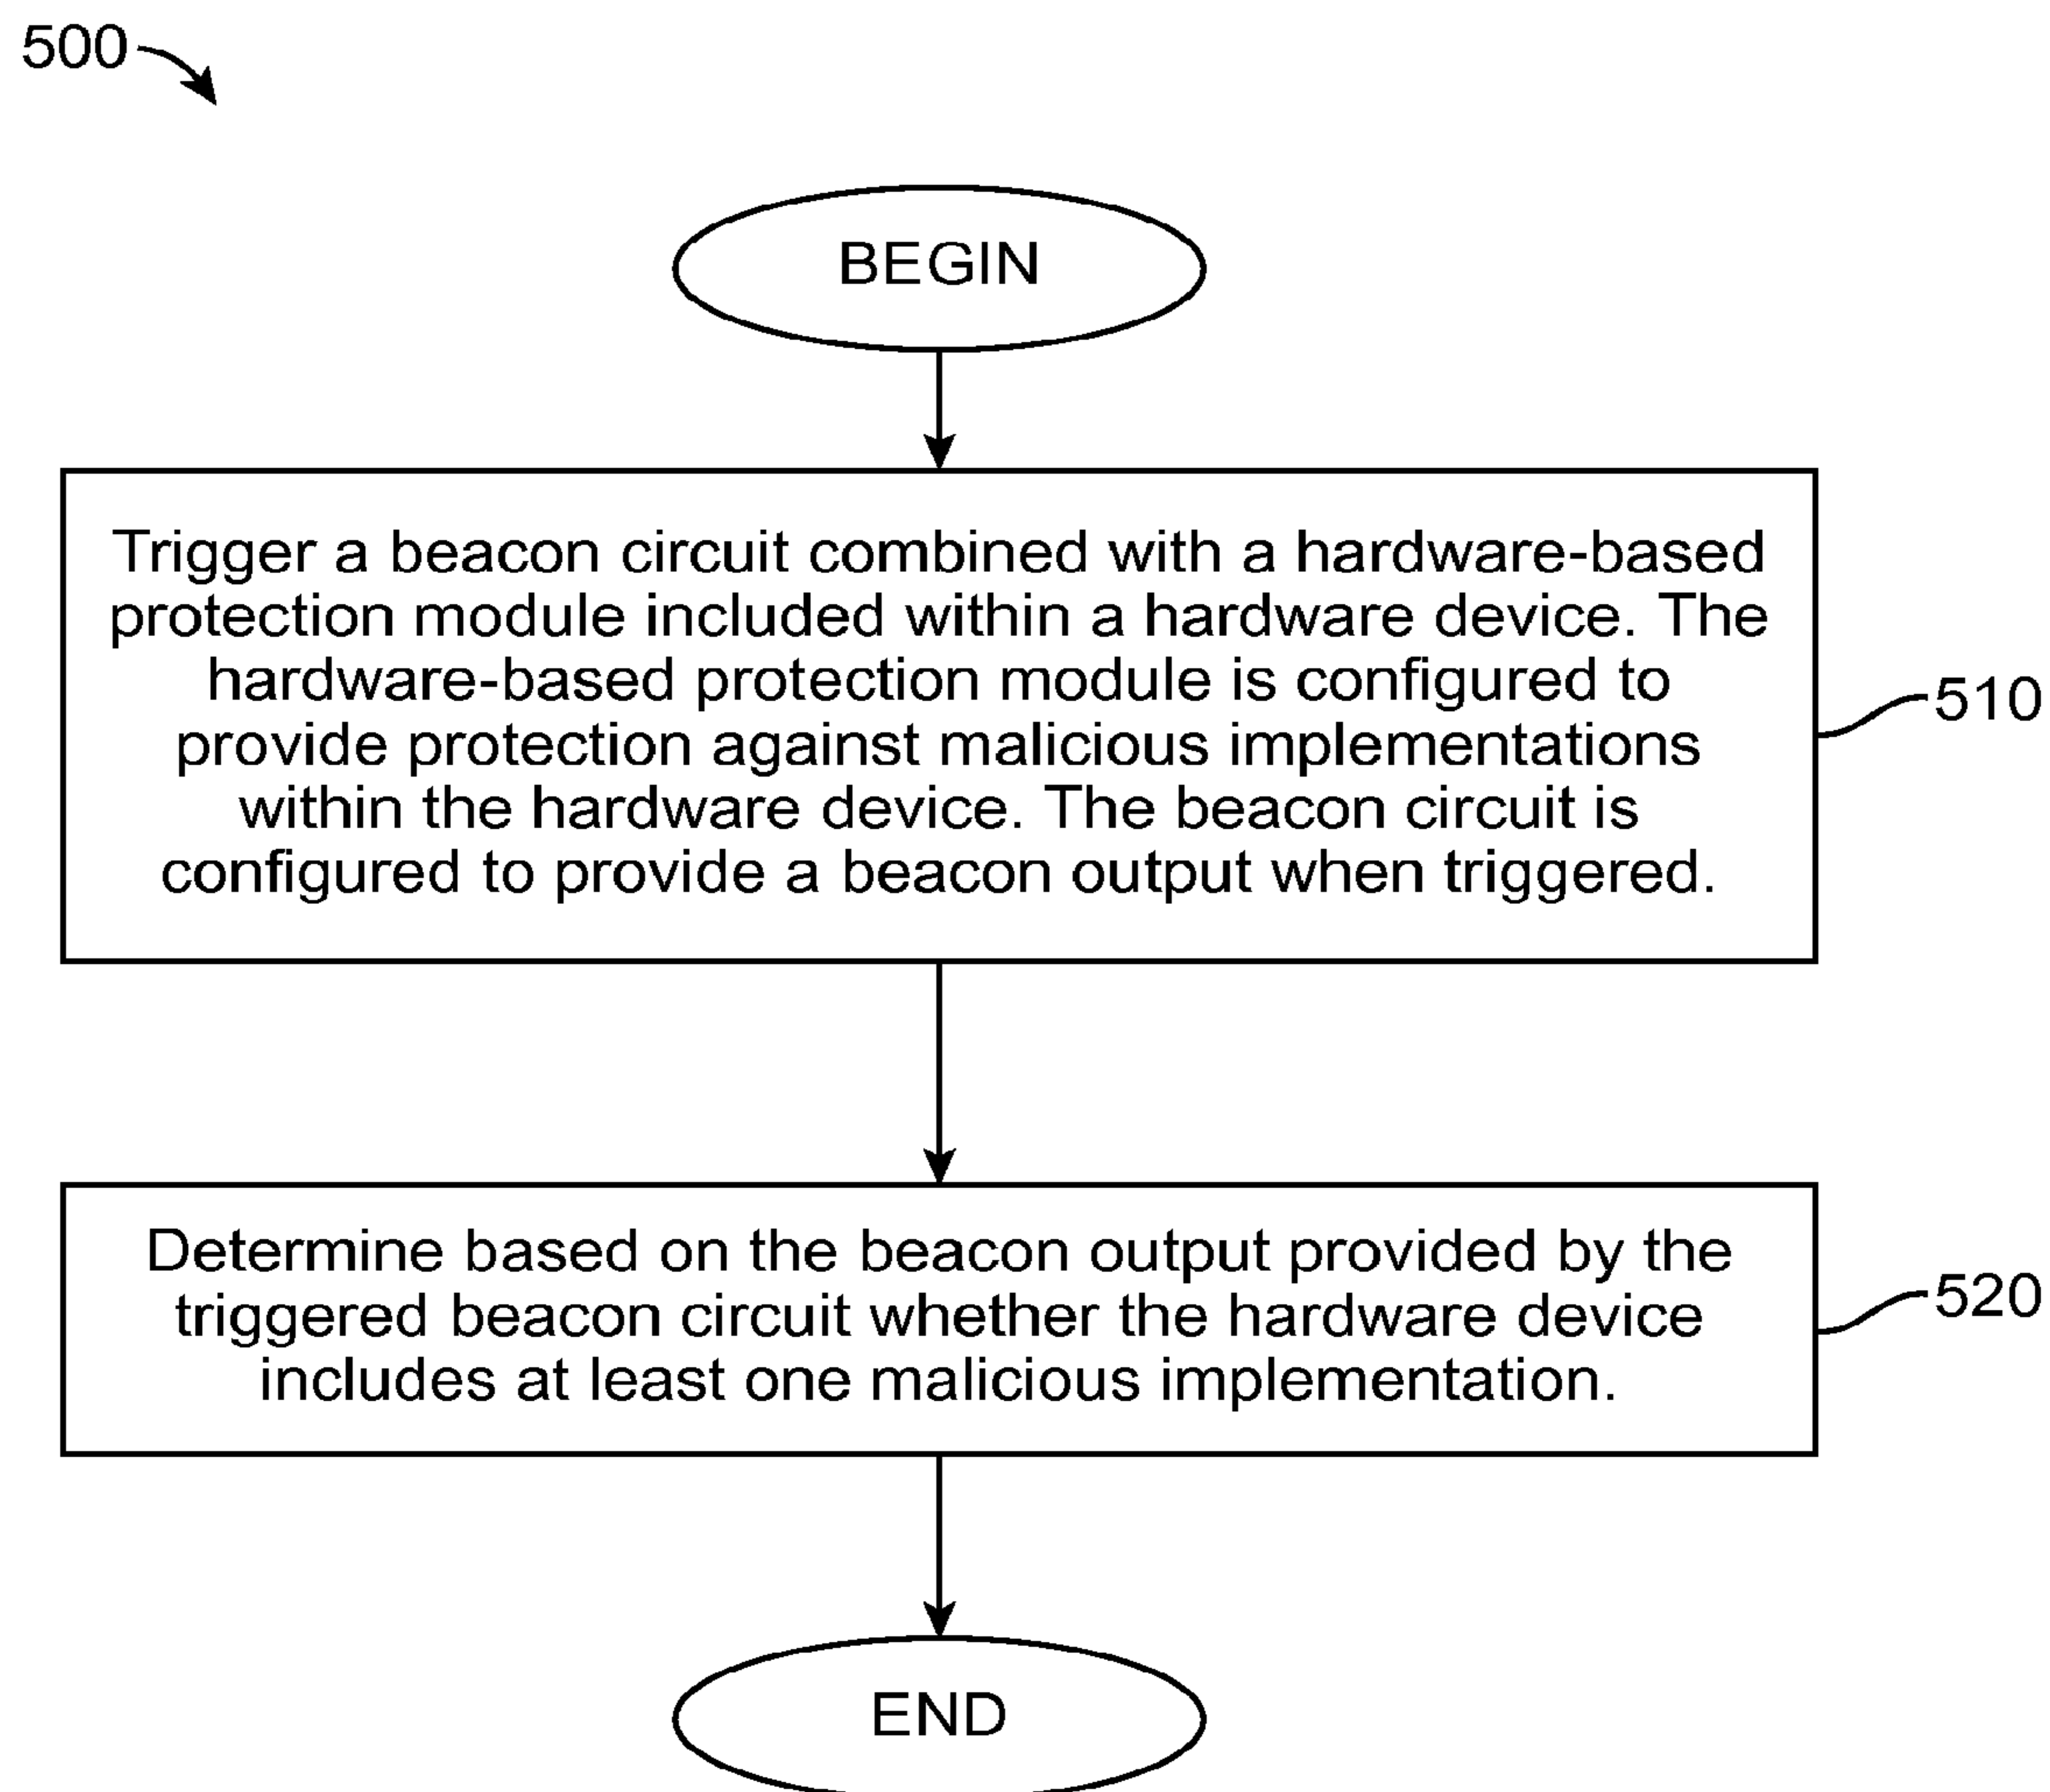 500
BEGIN
Trigger a beacon circuit combined with a hardware-based
protection module included within a hardware device. The
hardware-based protection module is configured to
provide protection against malicious implementations
within the hardware device. The beacon circuit is
configured to provide a beacon output when triggered.
510
Determine based on the beacon output provided by the
triggered beacon circuit whether the hardware device
includes at least one malicious implementation.
520
END